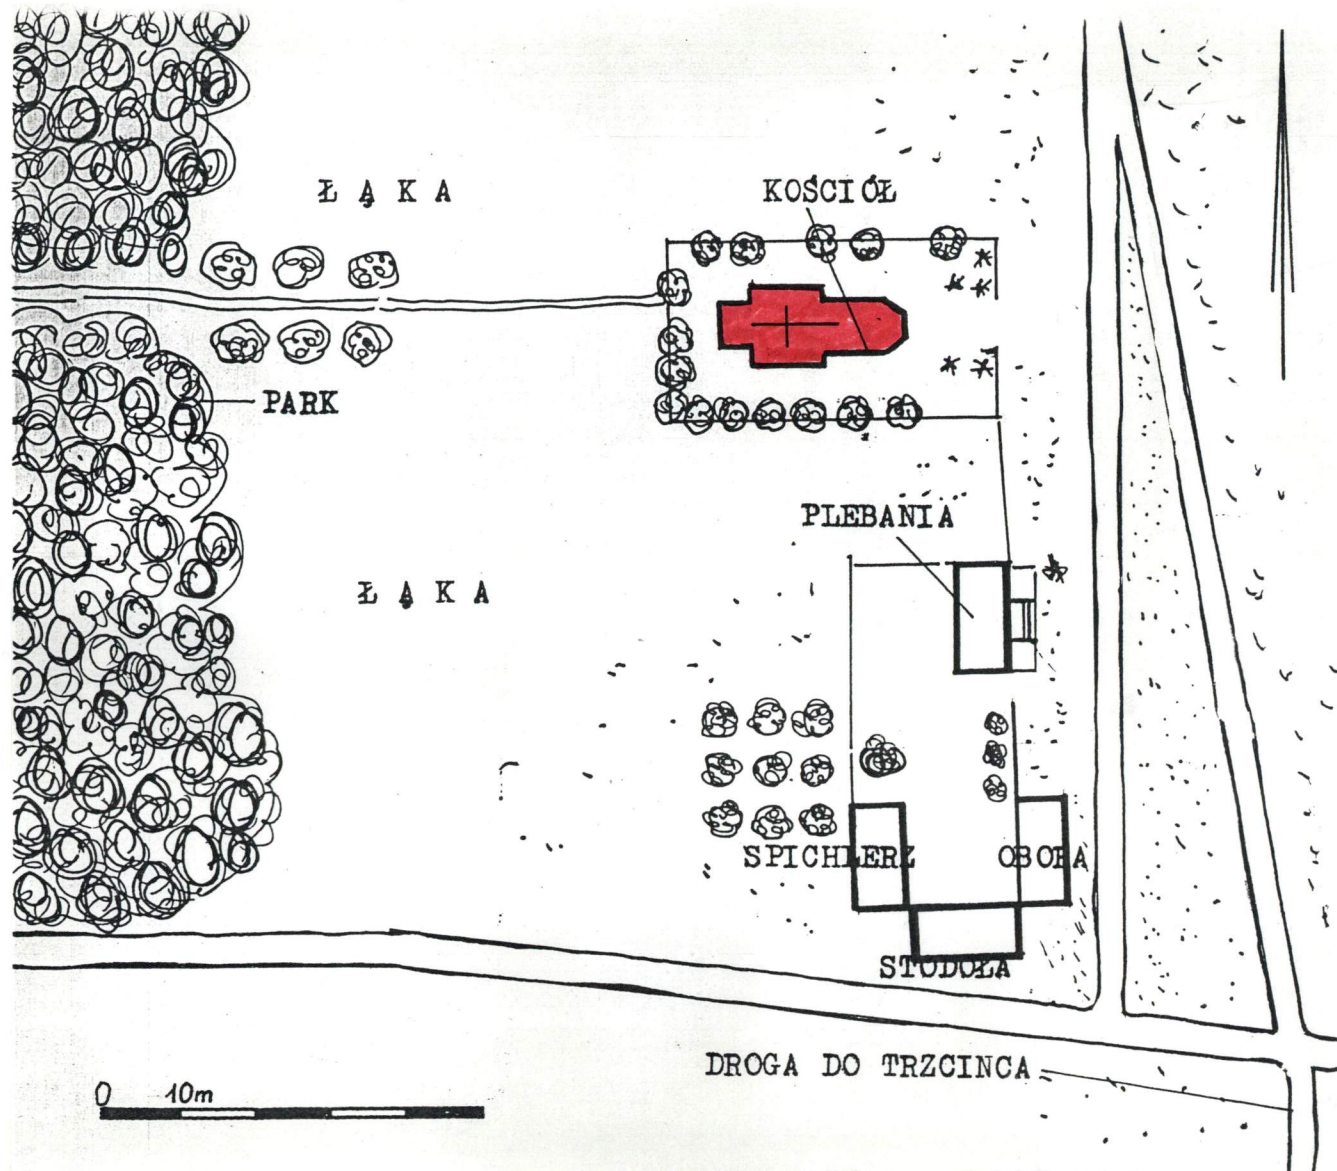 ŁĄKA
KOŚCIÓŁ
PARK
PLEBANIA
ŁĄKA
SPICHLERZ
OBORA
STODOŁA
DROGA DO TRZCINCA
0 10m